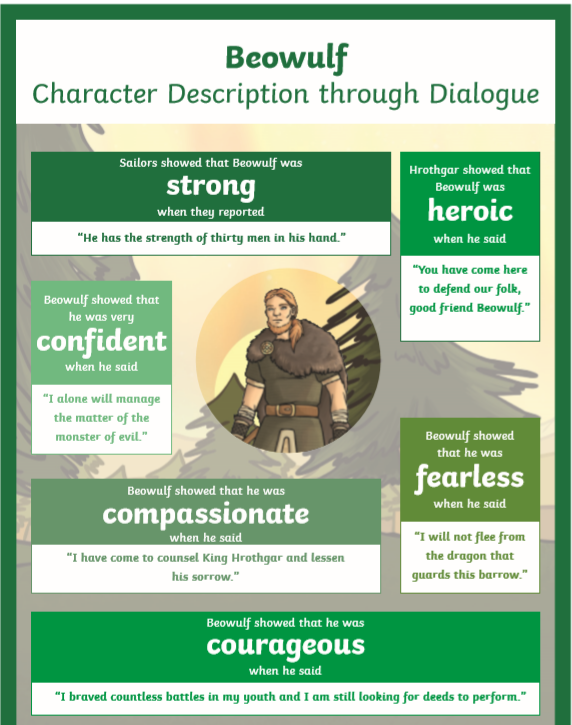 Beowulf
Character Description through Dialogue
Sailors showed that Beowulf was
strong
when they reported
“He has the strength of thirty men in his hand.”
Hrothgar showed that
Beowulf was
heroic
when he said
“You have come here
to defend our folk,
good friend Beowulf.”
Beowulf showed that
he was very
confident
when he said
“I alone will manage
the matter of the
monster of evil.”
Beowulf showed
that he was
fearless
when he said
“I will not flee from
the dragon that
guards this barrow.”
Beowulf showed that he was
compassionate
when he said
“I have come to counsel King Hrothgar and lessen
his sorrow.”
Beowulf showed that he was
courageous
when he said
“I braved countless battles in my youth and I am still looking for deeds to perform.”